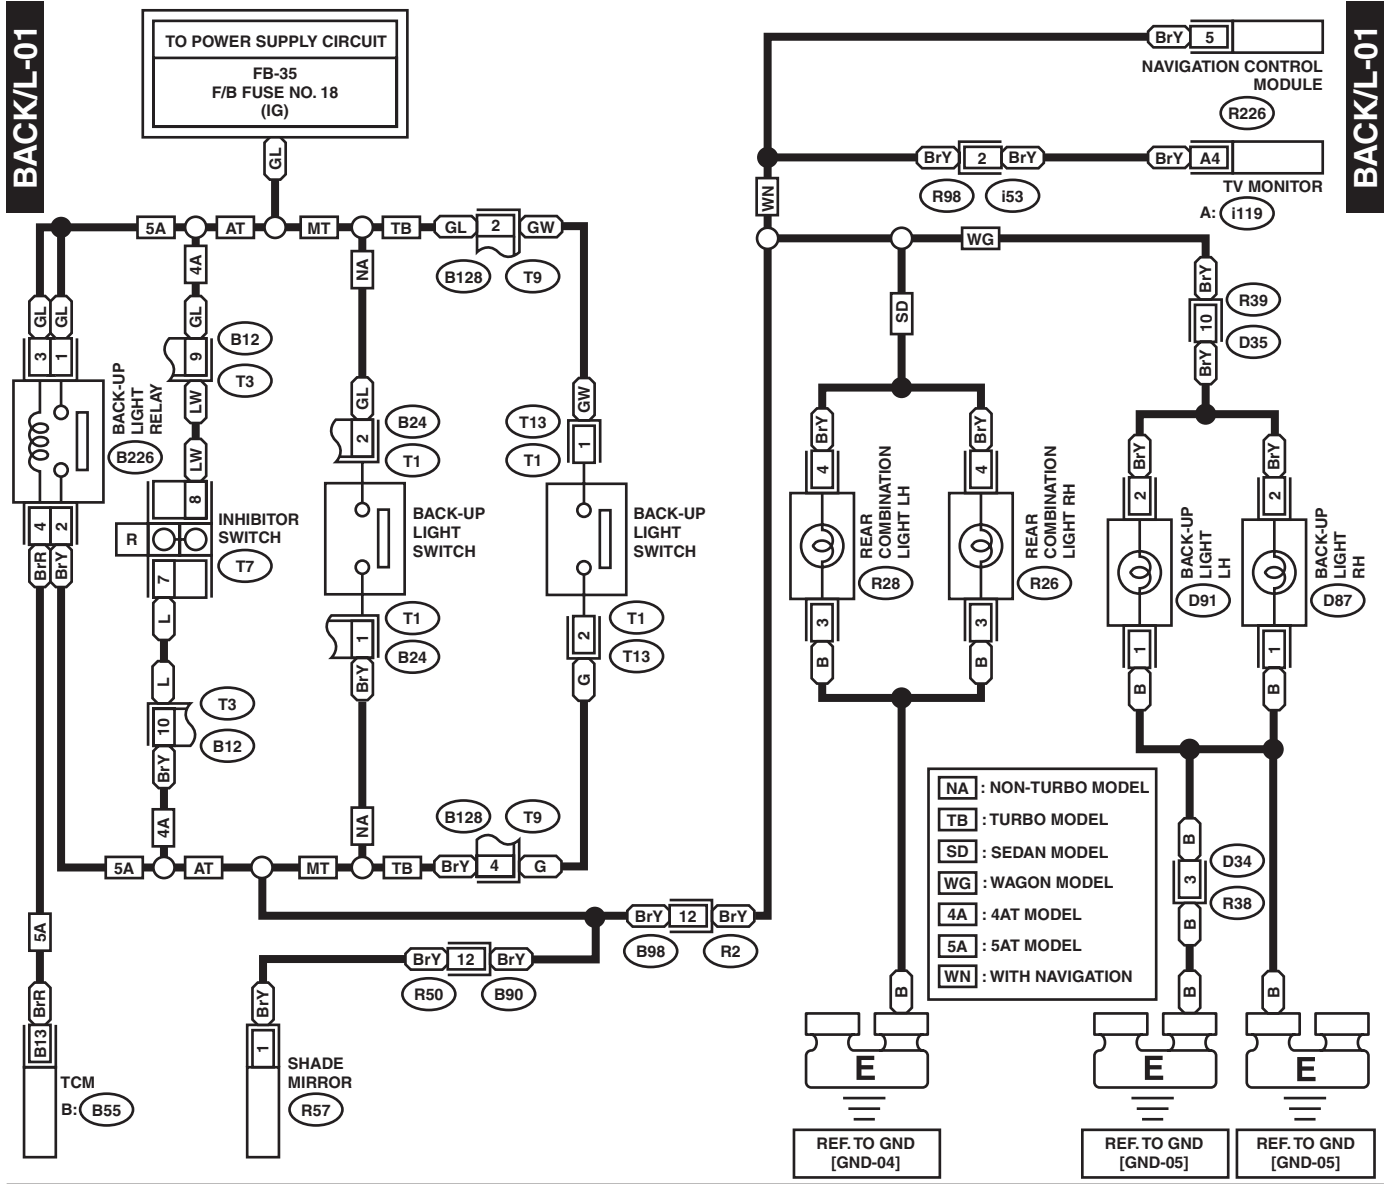 BACK/L-01
TO POWER SUPPLY CIRCUIT
FB-35
F/B FUSE NO. 18
(IG)
GL
BrY
5
NAVIGATION CONTROL
MODULE
R226
BACK/L-01
BrY
2
BrY
BrY
A4
R98
i53
TV MONITOR
A: i119
WN
5A
AT
MT
TB
GL
2
GW
B128
T9
4A
NA
WG
SD
BrY
10
BrY
R39
D35
GL
GL
3
1
BACK-UP
LIGHT
RELAY
B226
4
2
BrR
BrY
GL
9
B12
T3
LW
LW
8
R
INHIBITOR
SWITCH
T7
7
L
L
10
T3
B12
BrY
4A
GL
2
B24
T1
BACK-UP
LIGHT
SWITCH
T1
1
B24
BrY
NA
GW
T13
1
T1
BACK-UP
LIGHT
SWITCH
T1
2
T13
G
BrY
4
REAR
COMBINATION
LIGHT LH
R28
3
B
BrY
4
REAR
COMBINATION
LIGHT RH
R26
3
B
BrY
2
BACK-UP
LIGHT
LH
D91
1
B
BrY
2
BACK-UP
LIGHT
RH
D87
1
B
B128
T9
5A
AT
MT
TB
BrY
4
G
BrY
12
BrY
B98
R2
BrY
12
BrY
R50
B90
5A
BrR
B13
TCM
B: B55
BrY
1
SHADE
MIRROR
R57
NA : NON-TURBO MODEL
TB : TURBO MODEL
SD : SEDAN MODEL
WG : WAGON MODEL
4A : 4AT MODEL
5A : 5AT MODEL
WN : WITH NAVIGATION
B
3
B
D34
R38
B
B
B
E
E
E
REF. TO GND
[GND-04]
REF. TO GND
[GND-05]
REF. TO GND
[GND-05]